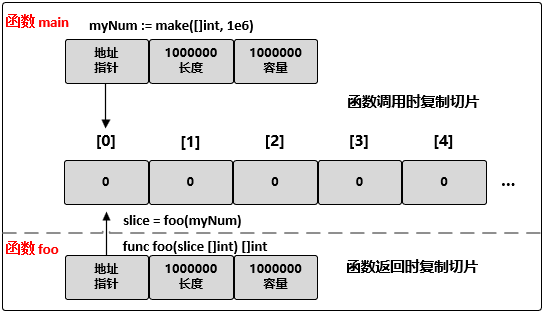 函数 main
myNum := make([]int, 1e6)
地址
指针
1000000
长度
1000000
容量
函数调用时复制切片
[0] [1] [2] [3] [4]
0 0 0 0 0 ...
slice = foo(myNum)
函数 foo
func foo(slice []int) []int
地址
指针
1000000
长度
1000000
容量
函数返回时复制切片